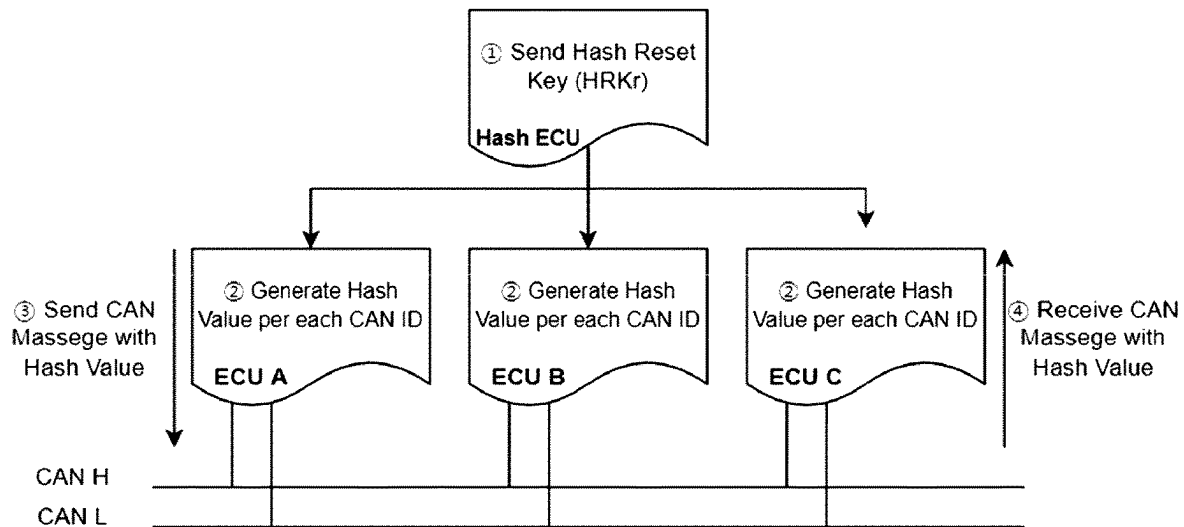 ① Send Hash Reset
Key (HRKr)
Hash ECU
② Generate Hash
Value per each CAN ID
ECU A
② Generate Hash
Value per each CAN ID
ECU B
② Generate Hash
Value per each CAN ID
ECU C
③ Send CAN
Massege with
Hash Value
④ Receive CAN
Massege with
Hash Value
CAN H
CAN L